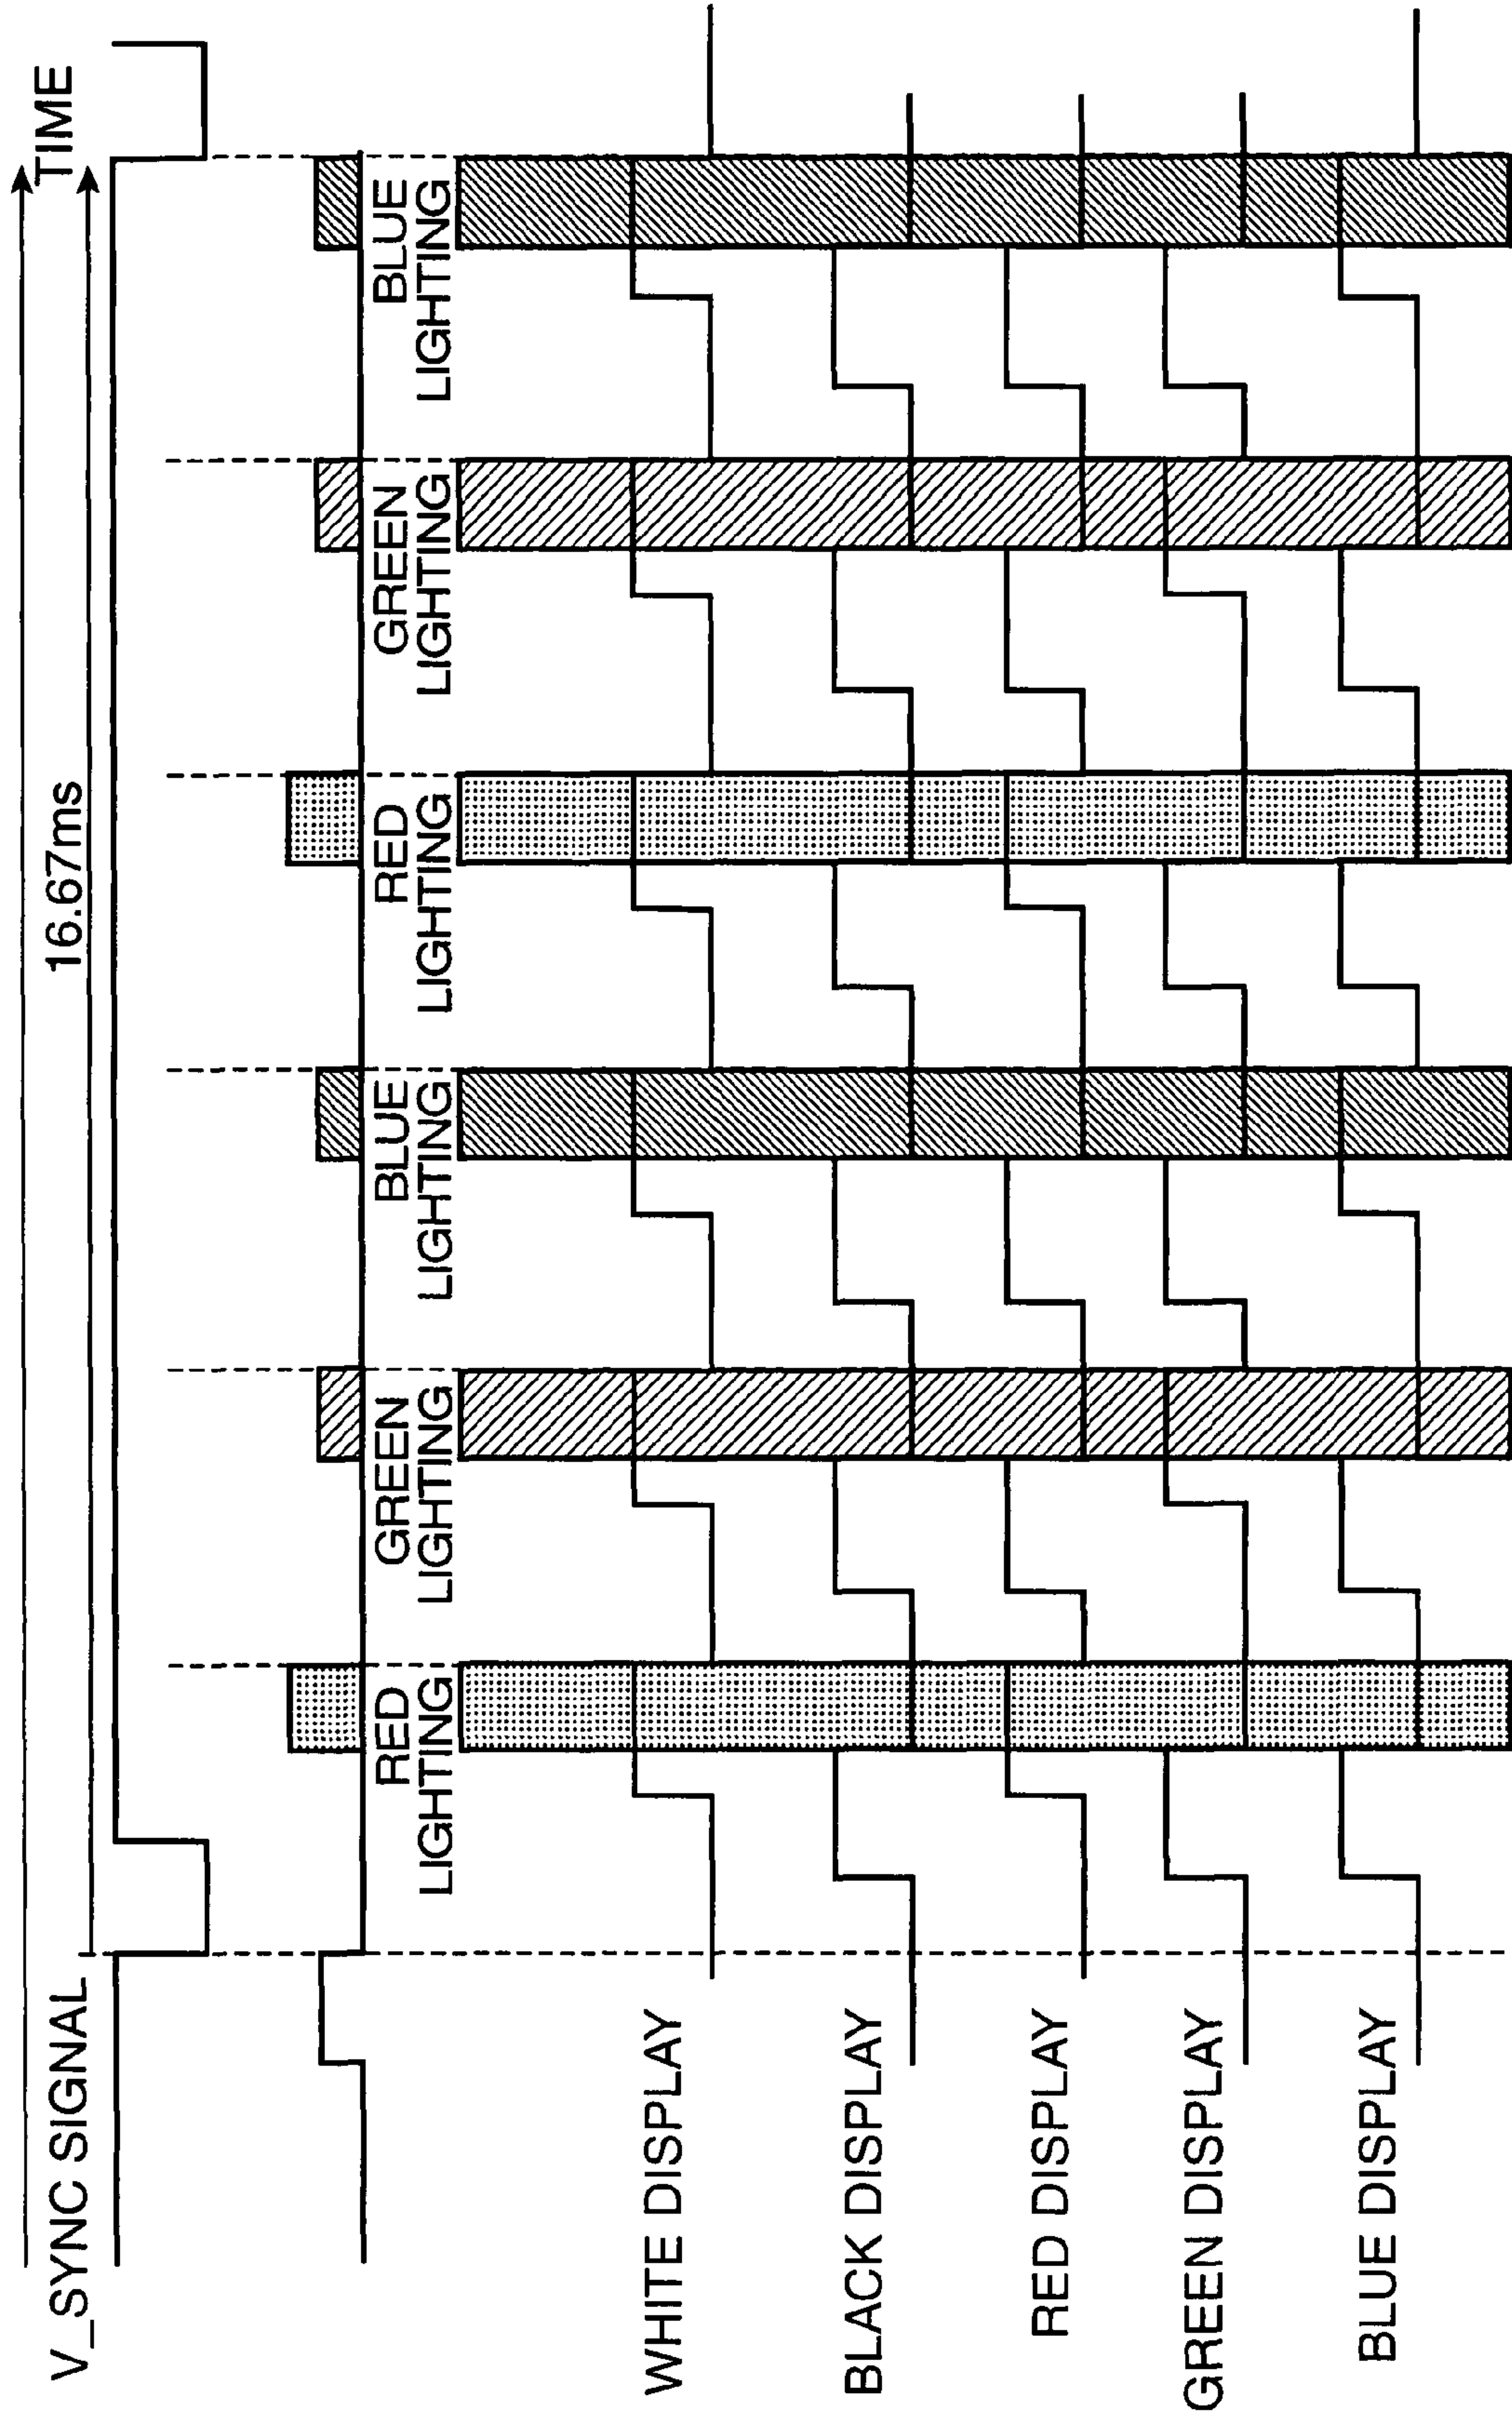 TIME
16.67ms
V_SYNC SIGNAL
RED
LIGHTING
GREEN
LIGHTING
BLUE
LIGHTING
RED
LIGHTING
GREEN
LIGHTING
BLUE
LIGHTING
WHITE DISPLAY
BLACK DISPLAY
RED DISPLAY
GREEN DISPLAY
BLUE DISPLAY